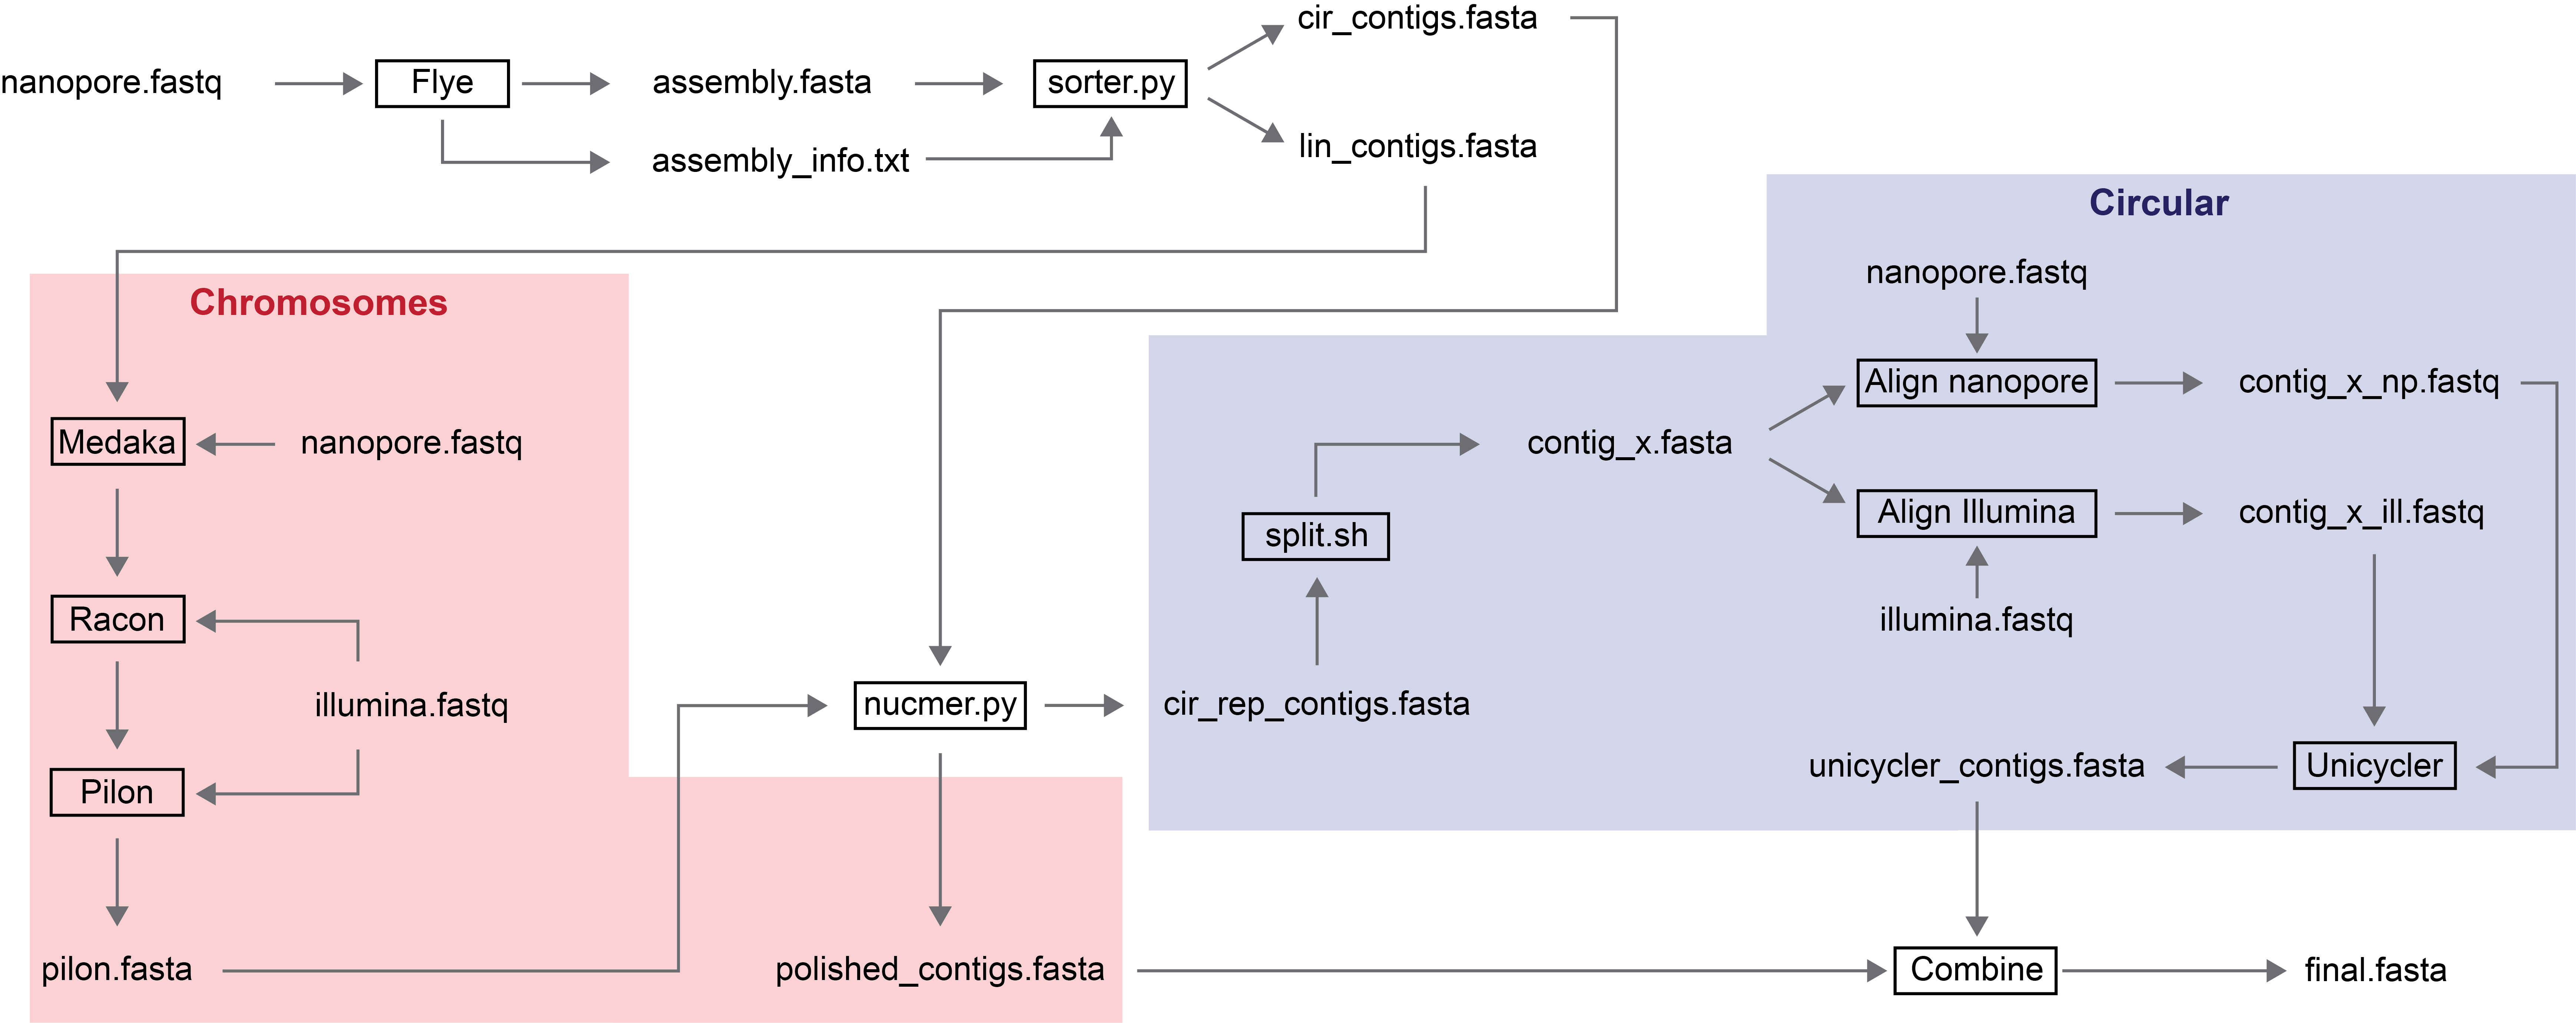 cir_contigs.fasta
nanopore.fastq
Flye
assembly.fasta
sorter.py
assembly_info.txt
lin_contigs.fasta
Chromosomes
Medaka
nanopore.fastq
Racon
illumina.fastq
Pilon
pilon.fasta
nucmer.py
polished_contigs.fasta
Circular
nanopore.fastq
Align nanopore
contig_x_np.fastq
contig_x.fasta
Align Illumina
contig_x_ill.fastq
split.sh
illumina.fastq
cir_rep_contigs.fasta
unicycler_contigs.fasta
Unicycler
Combine
final.fasta